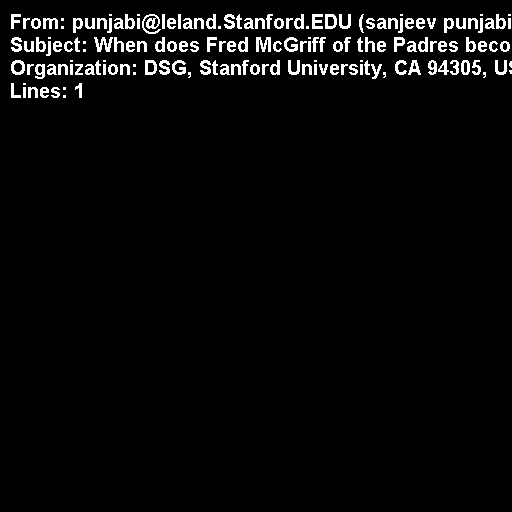 From: punjabi@leland.Stanford.EDU (sanjeev punjabi
Subject: When does Fred McGriff of the Padres beco
Organization: DSG, Stanford University, CA 94305, US
Lines: 1